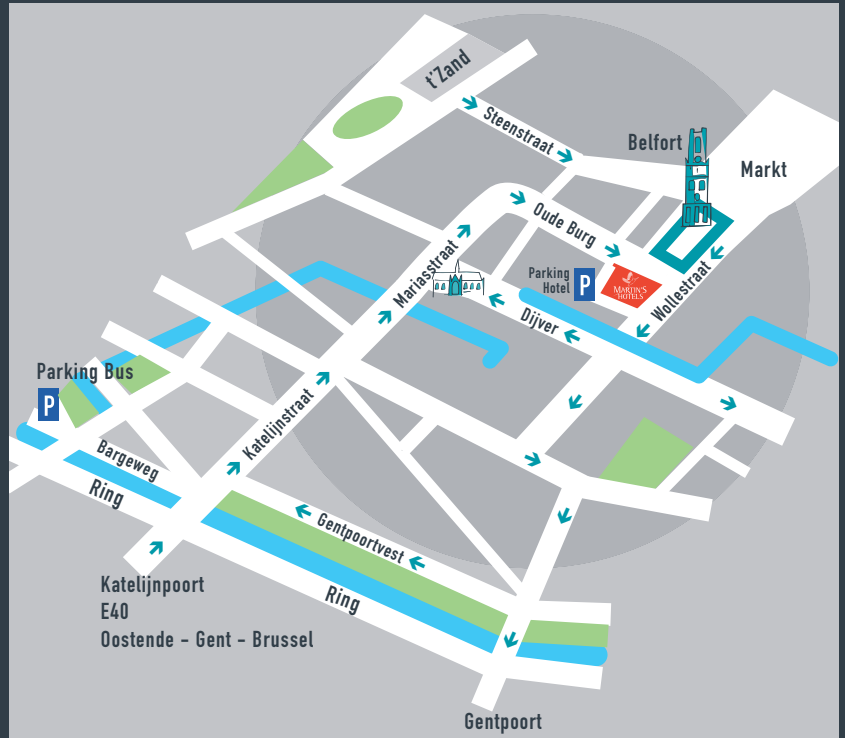 t'Zand
Steenstraat
Belfort
Markt
Oude Burg
Mariasstraat
Parking
Hotel
P
MARTIN'S
HOTELS
Wollestraat
Dijver
Parking Bus
P
Katelijnstraat
Bargeweg
Ring
Gentpoortvest
Ring
Katelijnpoort
E40
Oostende - Gent - Brussel
Gentpoort